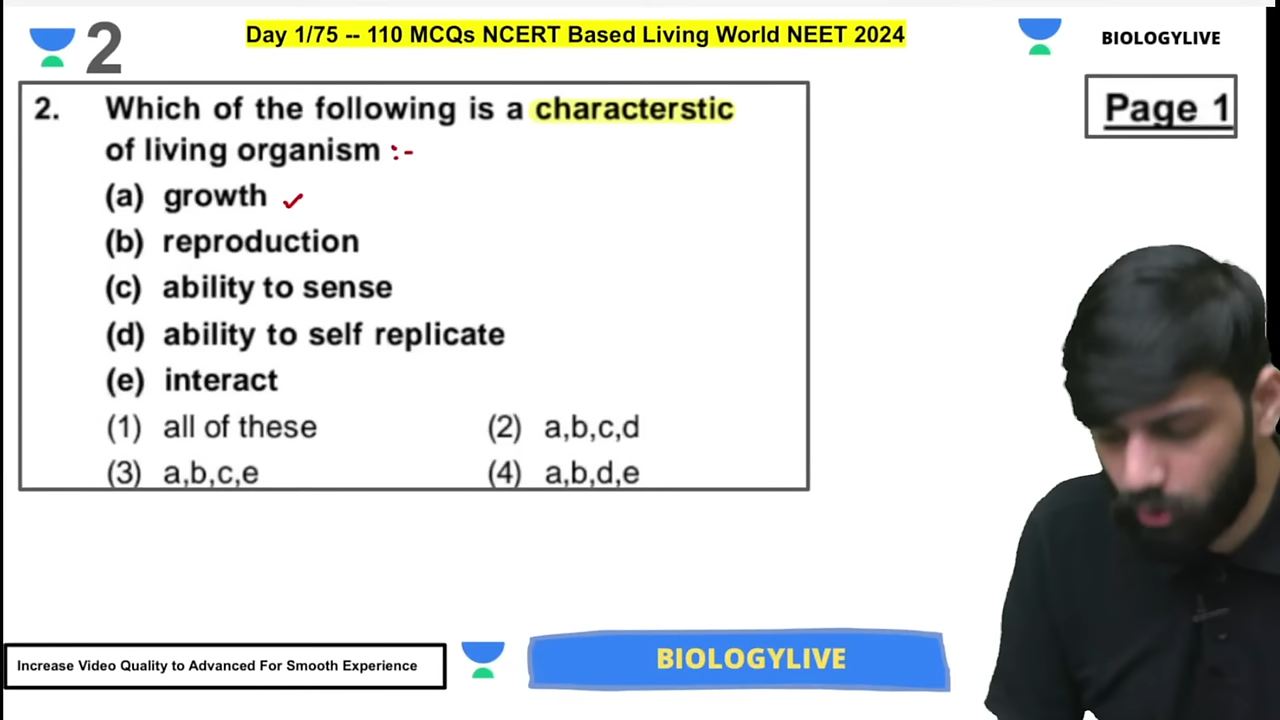 2
Day 1/75 -- 110 MCQs NCERT Based Living World NEET 2024
BIOLOGYLIVE
Page 1
2. Which of the following is a characterstic
of living organism :-
(a) growth ✓
(b) reproduction
(c) ability to sense
(d) ability to self replicate
(e) interact
(1) all of these (2) a,b,c,d
(3) a,b,c,e (4) a,b,d,e
Increase Video Quality to Advanced For Smooth Experience
BIOLOGYLIVE